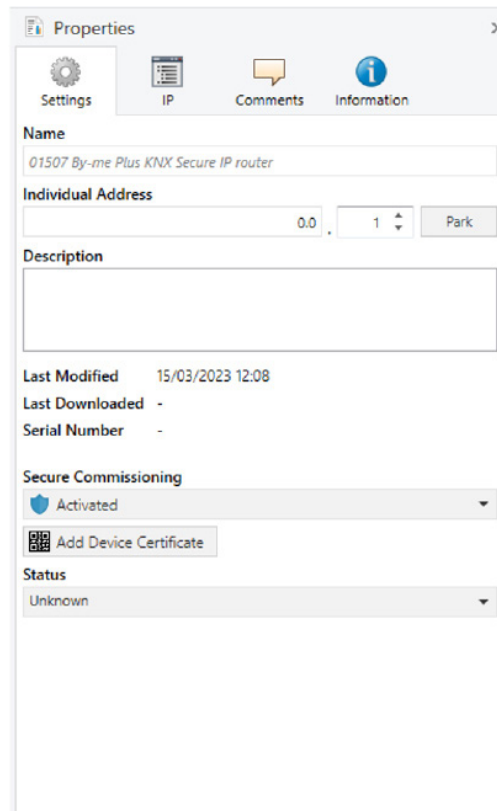 Properties
Settings IP Comments Information
Name
01507 By-me Plus KNX Secure IP router
Individual Address
0.0 . 1 Park
Description
Last Modified 15/03/2023 12:08
Last Downloaded -
Serial Number -
Secure Commissioning
Activated
Add Device Certificate
Status
Unknown